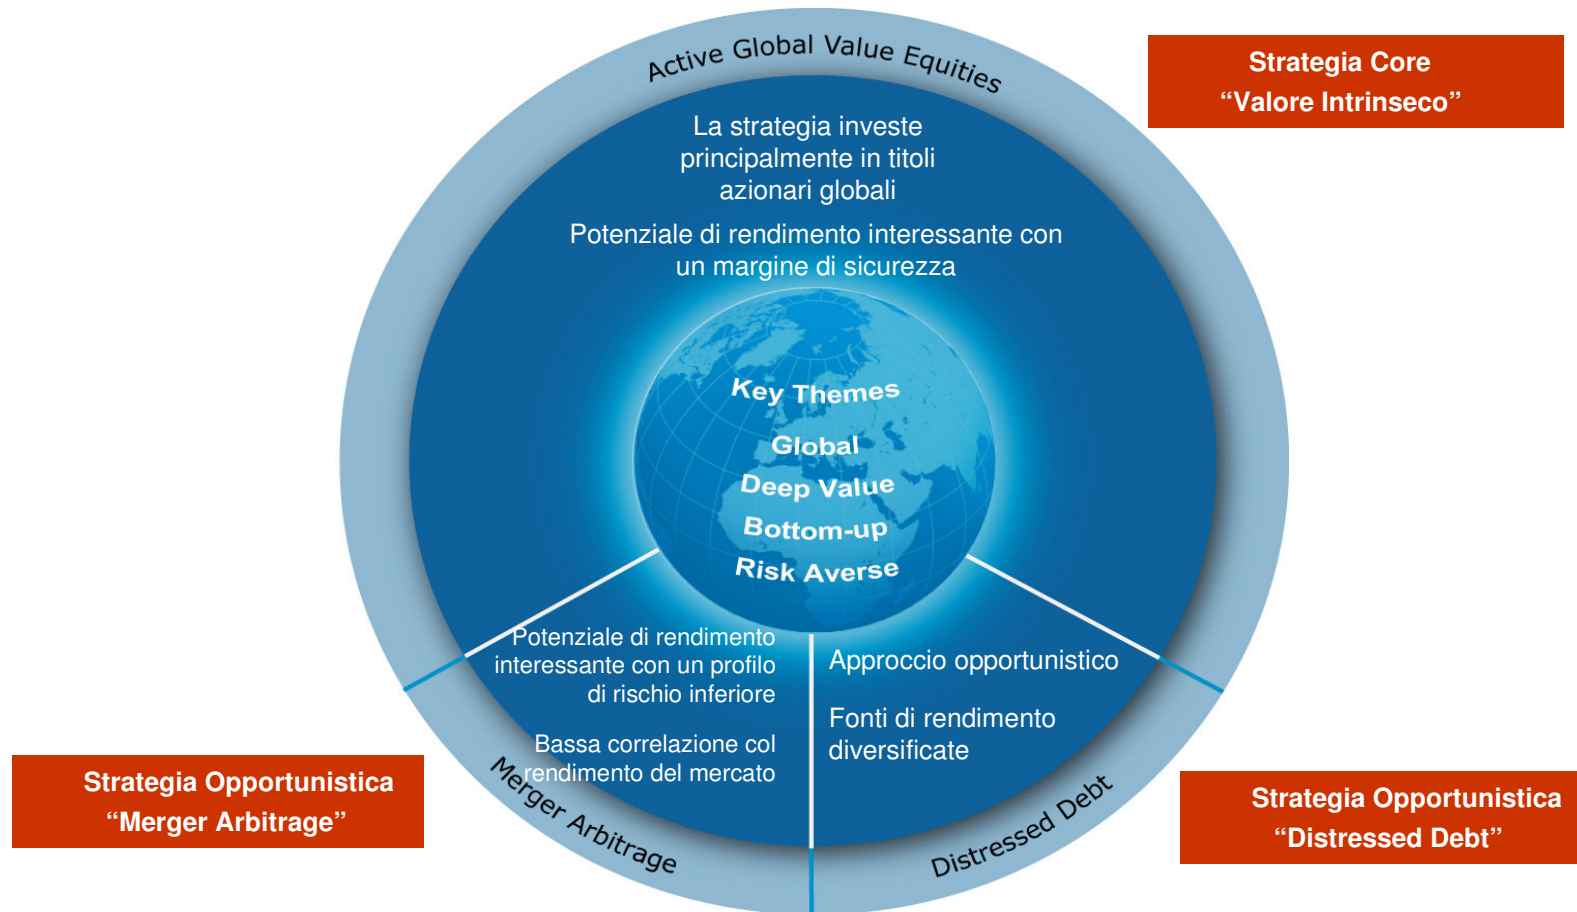 Active Global Value Equities
Strategia Core
“Valore Intrinseco”
La strategia investe
principalmente in titoli
azionari globali
Potenziale di rendimento interessante con
un margine di sicurezza
Key Themes
Global
Deep Value
Bottom-up
Risk Averse
Potenziale di rendimento
interessante con un profilo
di rischio inferiore
Bassa correlazione col
rendimento del mercato
Approccio opportunistico
Fonti di rendimento
diversificate
Merger Arbitrage
Distressed Debt
Strategia Opportunistica
“Merger Arbitrage”
Strategia Opportunistica
“Distressed Debt”